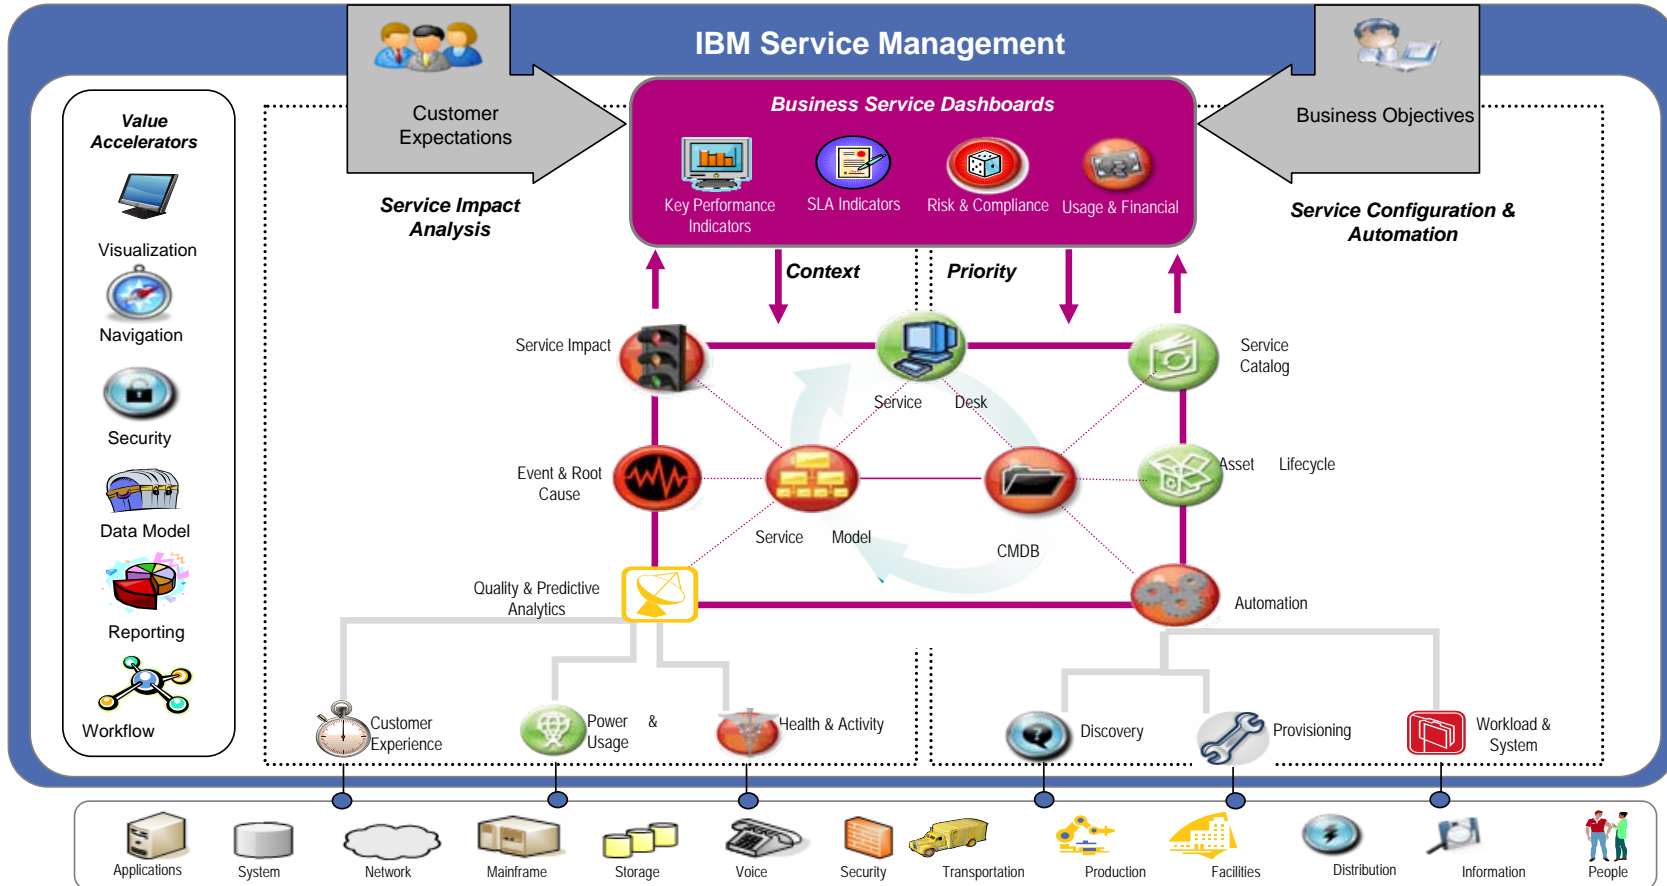 IBM Service Management
Customer
Expectations
Business Objectives
Business Service Dashboards
Key Performance
Indicators
SLA Indicators
Risk & Compliance
Usage & Financial
Value
Accelerators
Visualization
Navigation
Security
Data Model
Reporting
Workflow
Service Impact
Analysis
Service Configuration &
Automation
Context
Priority
Service Impact
Service Desk
Service
Catalog
Event & Root
Cause
Asset Lifecycle
Service Model
CMDB
Quality & Predictive
Analytics
Automation
Customer
Experience
Power &
Usage
Health & Activity
Discovery
Provisioning
Workload &
System
Applications
System
Network
Mainframe
Storage
Voice
Security
Transportation
Production
Facilities
Distribution
Information
People